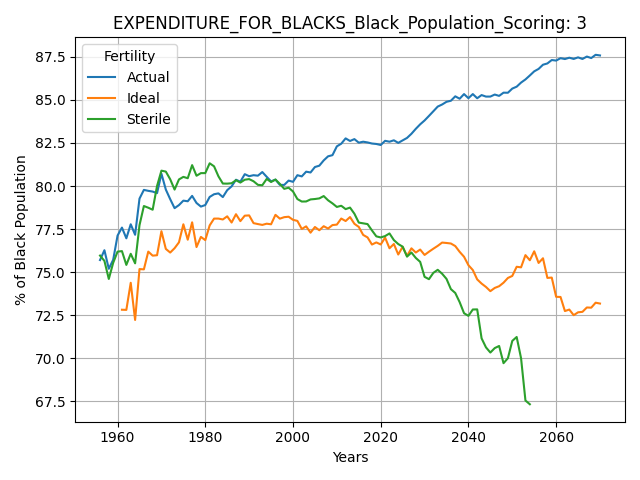 EXPENDITURE_FOR_BLACKS_Black_Population_Scoring: 3
Fertility
Actual
Ideal
Sterile
% of Black Population
87.5
85.0
82.5
80.0
77.5
75.0
72.5
70.0
67.5
1960 1980 2000 2020 2040 2060
Years